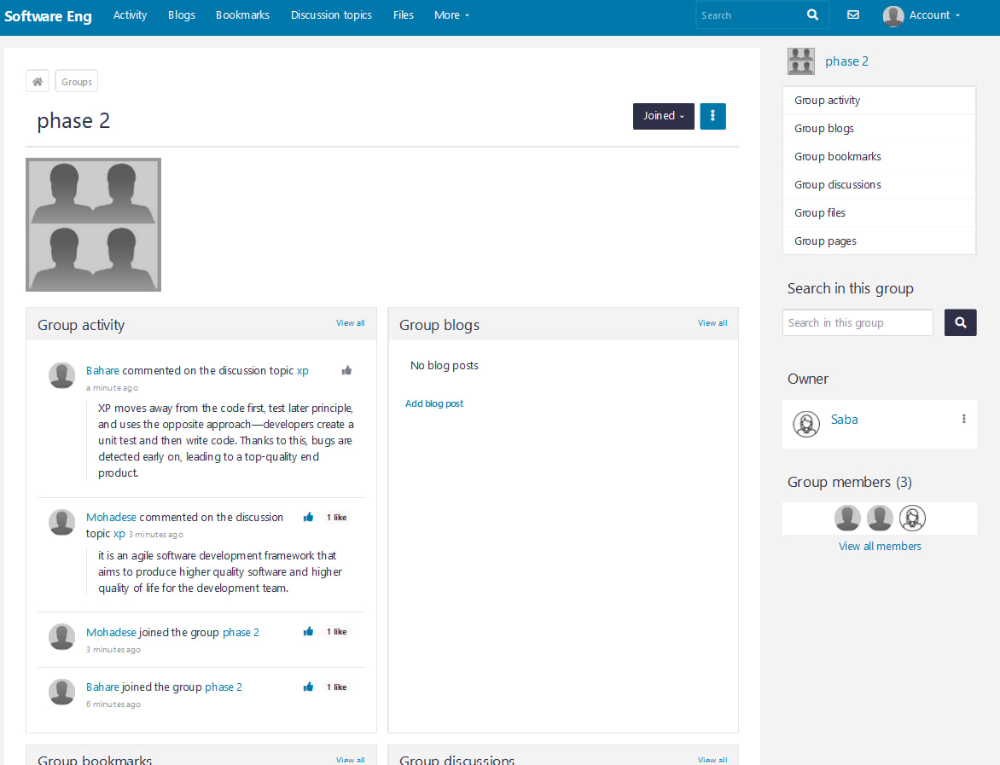 Software Eng Activity Blogs Bookmarks Discussion topics Files More Search Account
Groups
phase 2
Joined
Group activity View all
Bahare commented on the discussion topic xp
a minute ago
XP moves away from the code first, test later principle,
and uses the opposite approach—developers create a
unit test and then write code. Thanks to this, bugs are
detected early on, leading to a top-quality end
product.
Mohadese commented on the discussion 1 like
topic xp 3 minutes ago
it is an agile software development framework that
aims to produce higher quality software and higher
quality of life for the development team.
Mohadese joined the group phase 2 1 like
3 minutes ago
Bahare joined the group phase 2 1 like
6 minutes ago
Group blogs View all
No blog posts
Add blog post
Group bookmarks View all
Group discussions View all
phase 2
Group activity
Group blogs
Group bookmarks
Group discussions
Group files
Group pages
Search in this group
Search in this group
Owner
Saba
Group members (3)
View all members